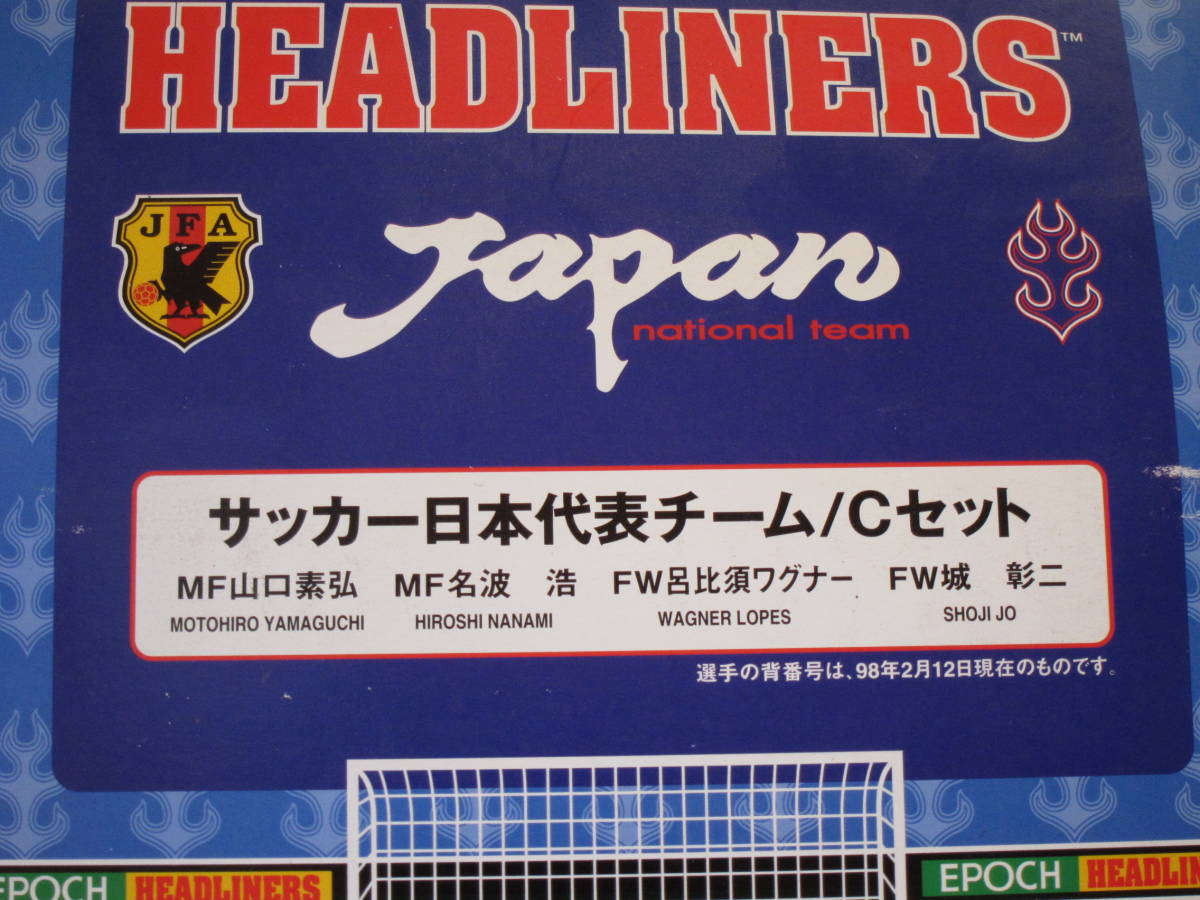 HEADLINERS™
JFA
Japan
national team
サッカー日本代表チーム/Cセット
MF山口素弘 MF名波 浩 FW呂比須ワグナー FW城 彰二
MOTOHIRO YAMAGUCHI HIROSHI NANAMI WAGNER LOPES SHOJI JO
選手の背番号は、98年2月12日現在のものです。
EPOCH HEADLINERS EPOCH HEADLIN